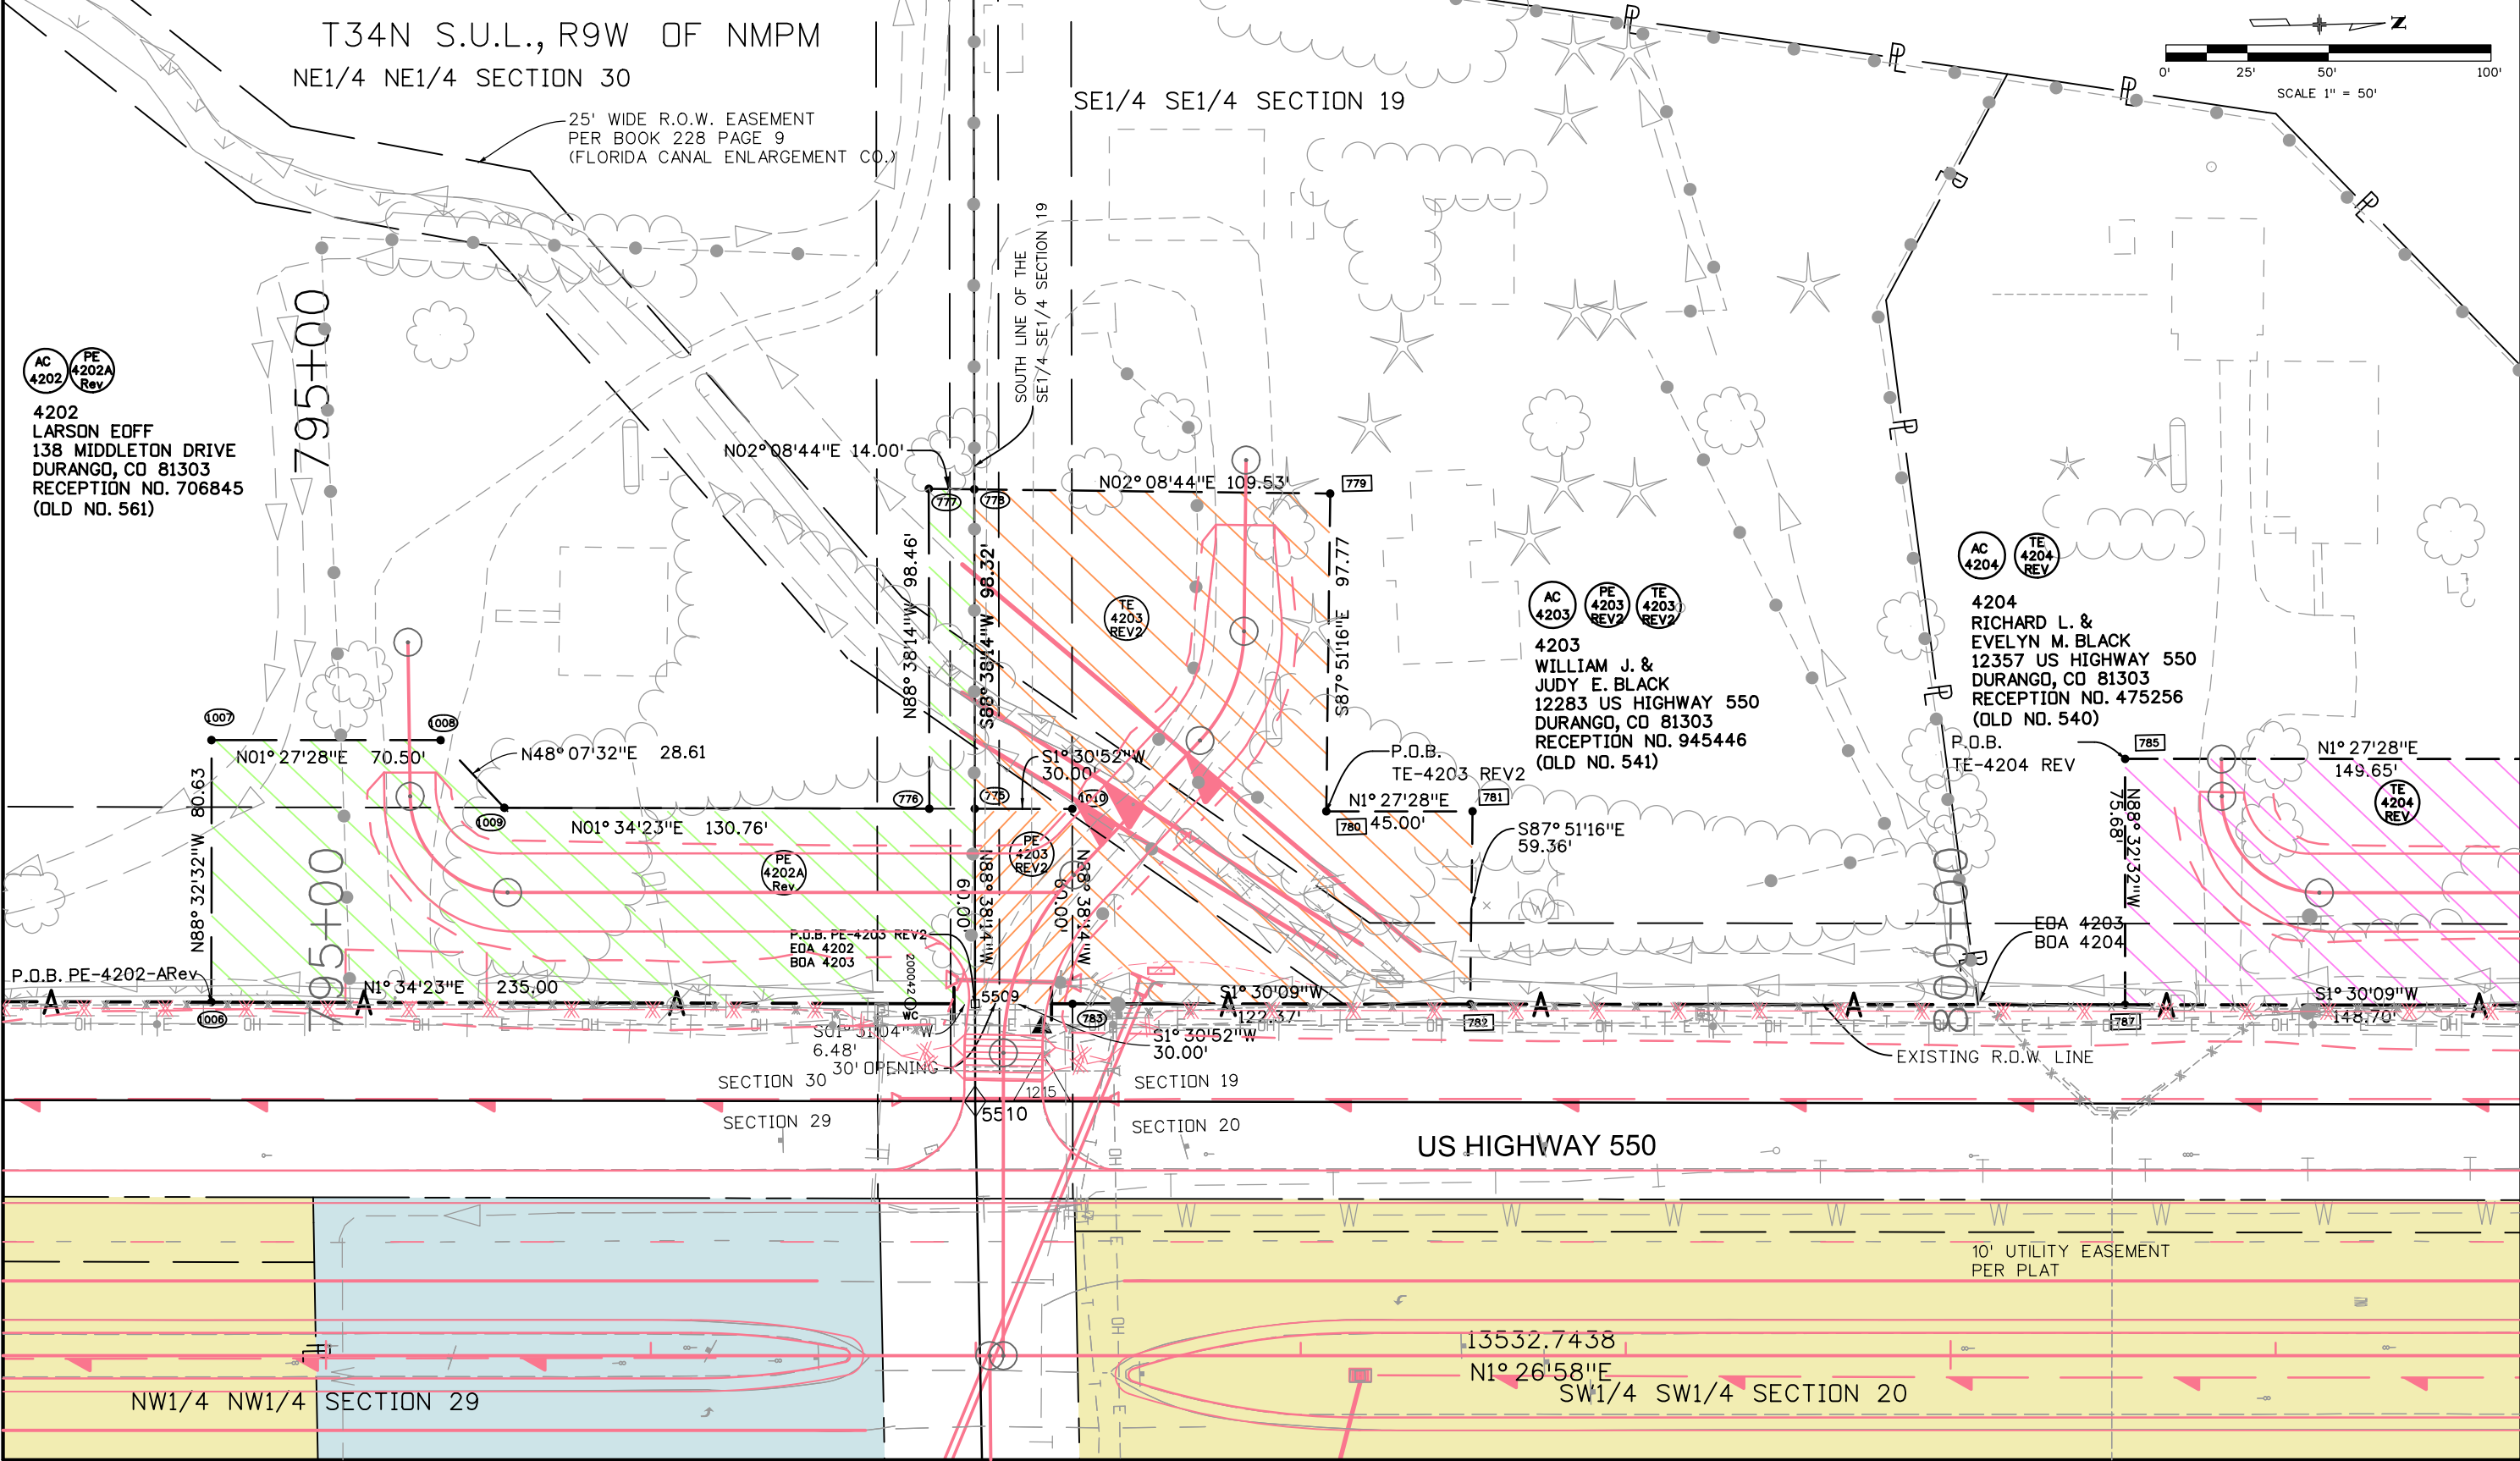 T34N S.U.L., R9W OF NMPM
NE1/4 NE1/4 SECTION 30
25' WIDE R.O.W. EASEMENT
PER BOOK 228 PAGE 9
(FLORIDA CANAL ENLARGEMENT CO.)
SE1/4 SE1/4 SECTION 19
N
0'
25'
50'
100'
SCALE 1" = 50'
PL
PL
PL
PL
PL
PL
PL
PL
SOUTH LINE OF THE
SE1/4 SE1/4 SECTION 19
795+00
AC
4202
PE
4202A
Rev
4202
LARSON EOFF
138 MIDDLETON DRIVE
DURANGO, CO 81303
RECEPTION NO. 706845
(OLD NO. 561)
N02°08'44"E 14.00'
777
778
N02°08'44"E 109.53'
779
N88°38'14"W 98.46'
S88°38'14"W 98.32'
S87°51'16"E 97.77
TE
4203
REV2
AC
4203
PE
4203
REV2
TE
4203
REV2
4203
WILLIAM J. &
JUDY E. BLACK
12283 US HIGHWAY 550
DURANGO, CO 81303
RECEPTION NO. 945446
(OLD NO. 541)
AC
4204
TE
4204
REV
4204
RICHARD L. &
EVELYN M. BLACK
12357 US HIGHWAY 550
DURANGO, CO 81303
RECEPTION NO. 475256
(OLD NO. 540)
1007
1008
N01°27'28"E 70.50'
N48°07'32"E 28.61
N88°32'32"W 80.63
1009
N01°34'23"E 130.76'
776
775
1010
S1°30'52"W
30.00'
P.O.B.
TE-4203 REV2
N1°27'28"E
45.00'
780
781
S87°51'16"E
59.36'
P.O.B.
TE-4204 REV
785
N1°27'28"E
149.65'
TE
4204
REV
N88°32'32"W
75.68'
PE
4202A
Rev
PE
4203
REV2
N88°38'14"W
60.00'
N88°38'14"W
60.00'
P.O.B. PE-4203 REV2
EOA 4202
BOA 4203
200042
WC
800+00
EOA 4203
BOA 4204
P.O.B. PE-4202-ARev
795+00
N1°34'23"E 235.00
1006
A
A
A
A
A
A
A
A
5509
783
S1°30'09"W
122.37'
782
787
S1°30'09"W
148.70'
S01°31'04"W
6.48'
30' OPENING
S1°30'52"W
30.00'
EXISTING R.O.W. LINE
SECTION 30
SECTION 19
1215
5510
SECTION 29
SECTION 20
US HIGHWAY 550
10' UTILITY EASEMENT
PER PLAT
13532.7438
N1°26'58"E
NW1/4 NW1/4 SECTION 29
SW1/4 SW1/4 SECTION 20